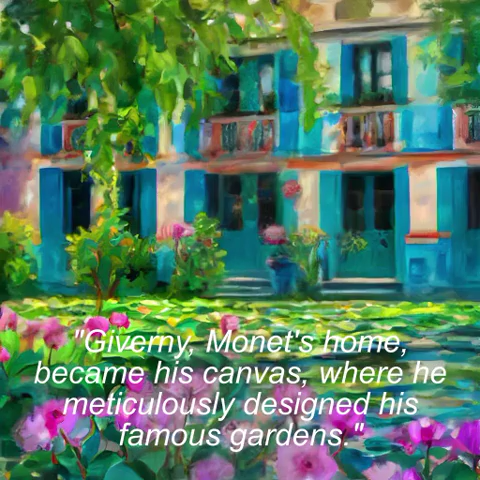 "Giverny, Monet's home,
became his canvas, where he
meticulously designed his
famous gardens."